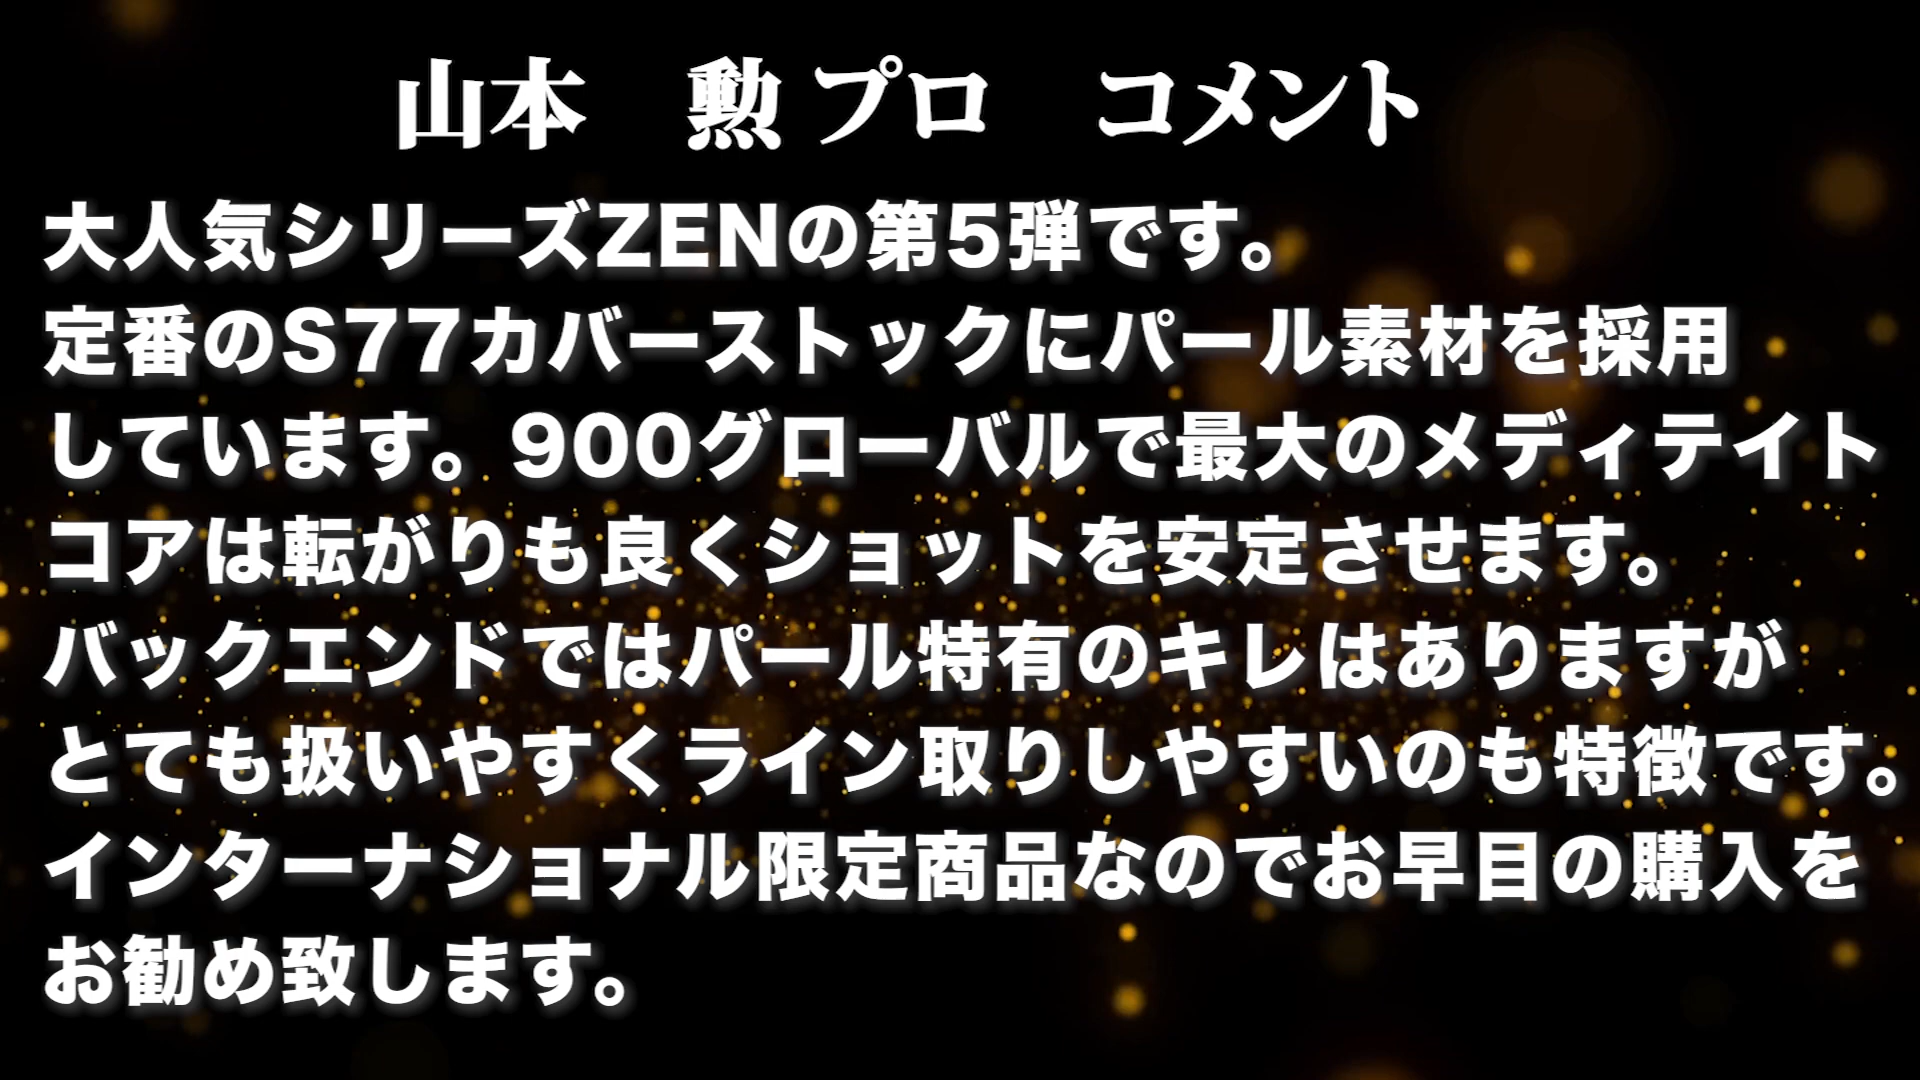 山本　勲 プロ　コメント
大人気シリーズZENの第5弾です。
定番のS77カバーストックにパール素材を採用
しています。900グローバルで最大のメディテイト
コアは転がりも良くショットを安定させます。
バックエンドではパール特有のキレはありますが
とても扱いやすくライン取りしやすいのも特徴です。
インターナショナル限定商品なのでお早目の購入を
お勧め致します。